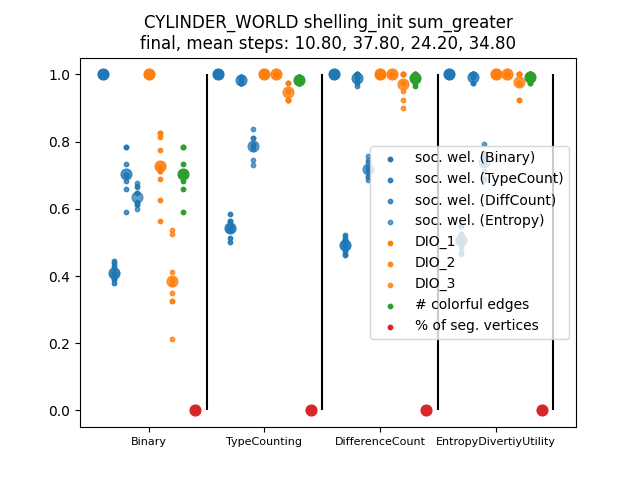 CYLINDER_WORLD shelling_init sum_greater
final, mean steps: 10.80, 37.80, 24.20, 34.80
1.0
0.8
0.6
0.4
0.2
0.0
soc. wel. (Binary)
soc. wel. (TypeCount)
soc. wel. (DiffCount)
soc. wel. (Entropy)
DIO_1
DIO_2
DIO_3
# colorful edges
% of seg. vertices
Binary
TypeCounting
DifferenceCount
EntropyDivertiyUtility